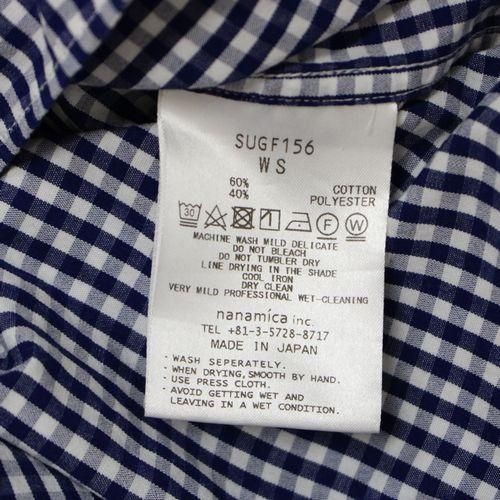 SUGF156
WS
60% COTTON
40% POLYESTER
30 F W
MACHINE WASH MILD DELICATE
DO NOT BLEACH
DO NOT TUMBLER DRY
LINE DRYING IN THE SHADE
COOL IRON
DRY CLEAN
VERY MILD PROFESSIONAL WET-CLEANING
nanamica inc.
TEL +81-3-5728-8717
MADE IN JAPAN
• WASH SEPERATELY.
• WHEN DRYING, SMOOTH BY HAND.
• USE PRESS CLOTH.
• AVOID GETTING WET AND
LEAVING IN A WET CONDITION.